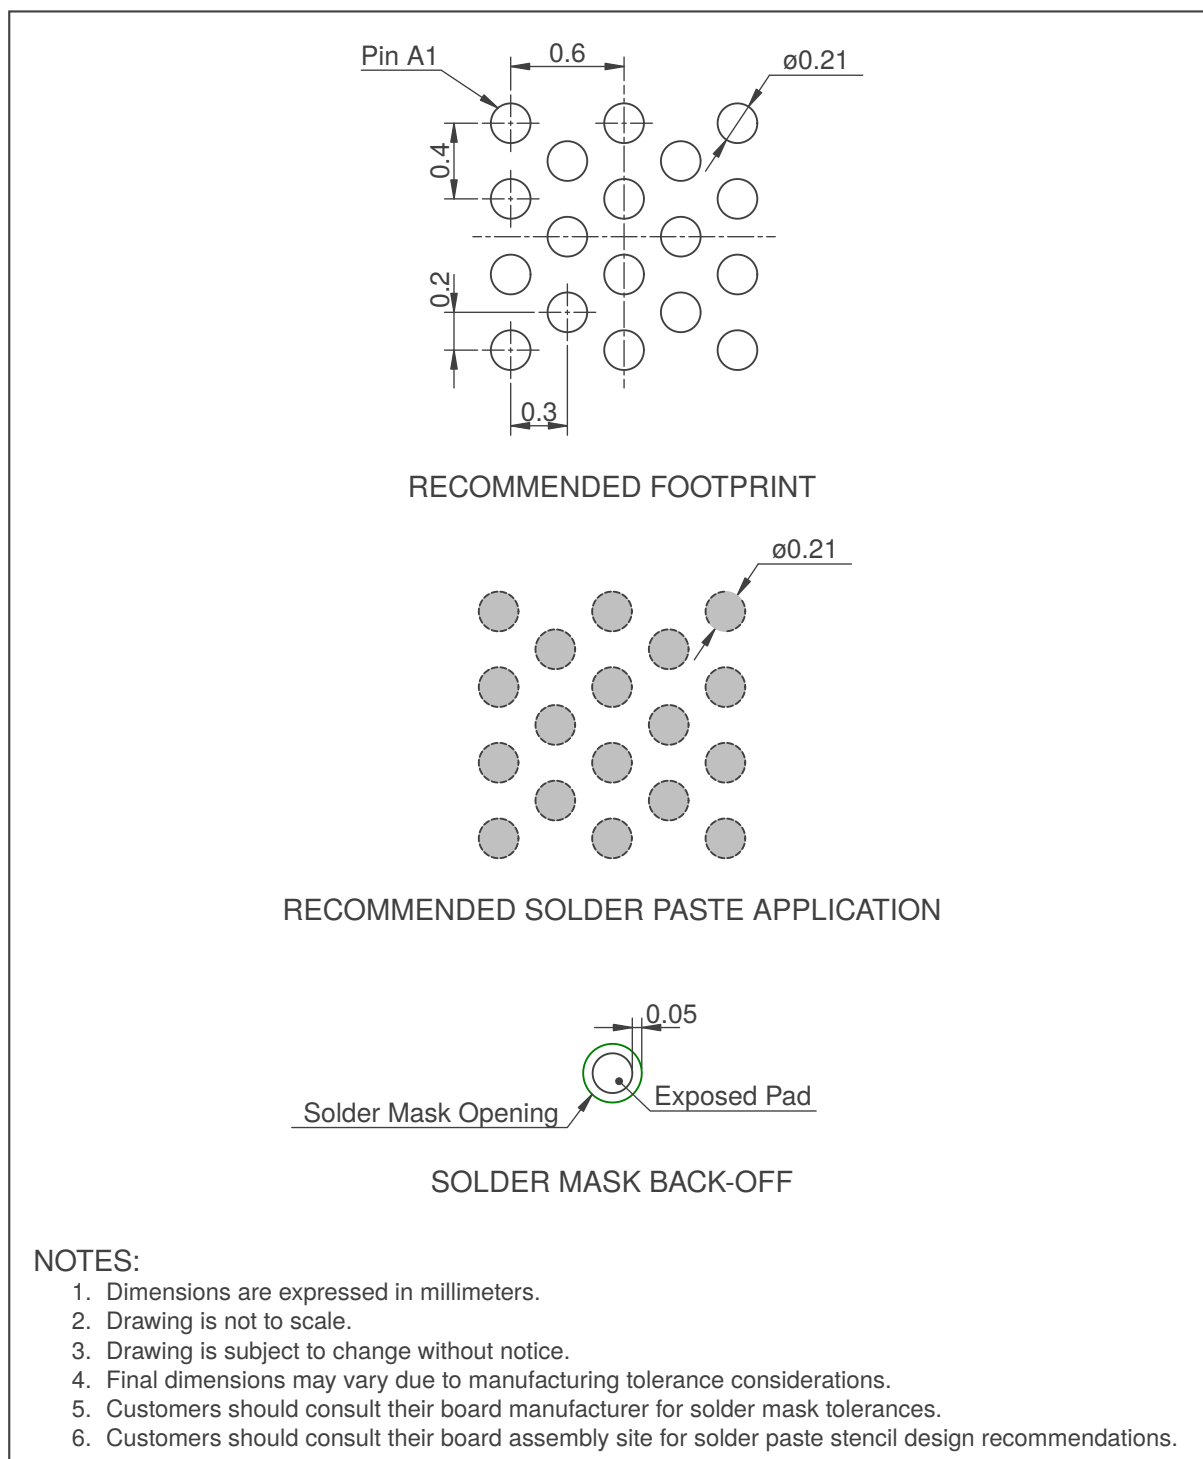 Pin A1
0.6
ø0.21
0.4
0.2
0.3
RECOMMENDED FOOTPRINT
ø0.21
RECOMMENDED SOLDER PASTE APPLICATION
0.05
Exposed Pad
Solder Mask Opening
SOLDER MASK BACK-OFF
NOTES:
1. Dimensions are expressed in millimeters.
2. Drawing is not to scale.
3. Drawing is subject to change without notice.
4. Final dimensions may vary due to manufacturing tolerance considerations.
5. Customers should consult their board manufacturer for solder mask tolerances.
6. Customers should consult their board assembly site for solder paste stencil design recommendations.